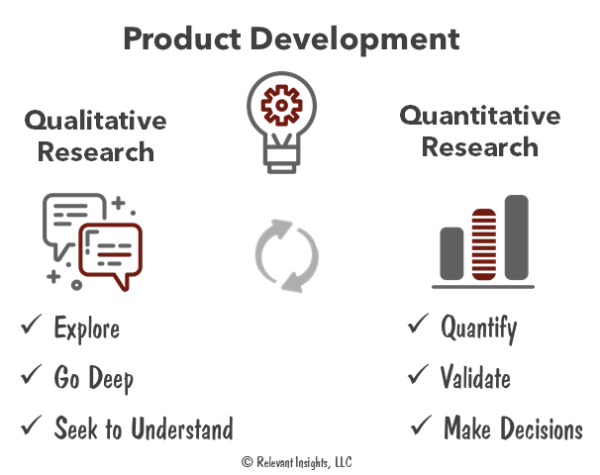 Product Development
Qualitative
Research
Quantitative
Research
✓ Explore
✓ Go Deep
✓ Seek to Understand
✓ Quantify
✓ Validate
✓ Make Decisions
© Relevant Insights, LLC